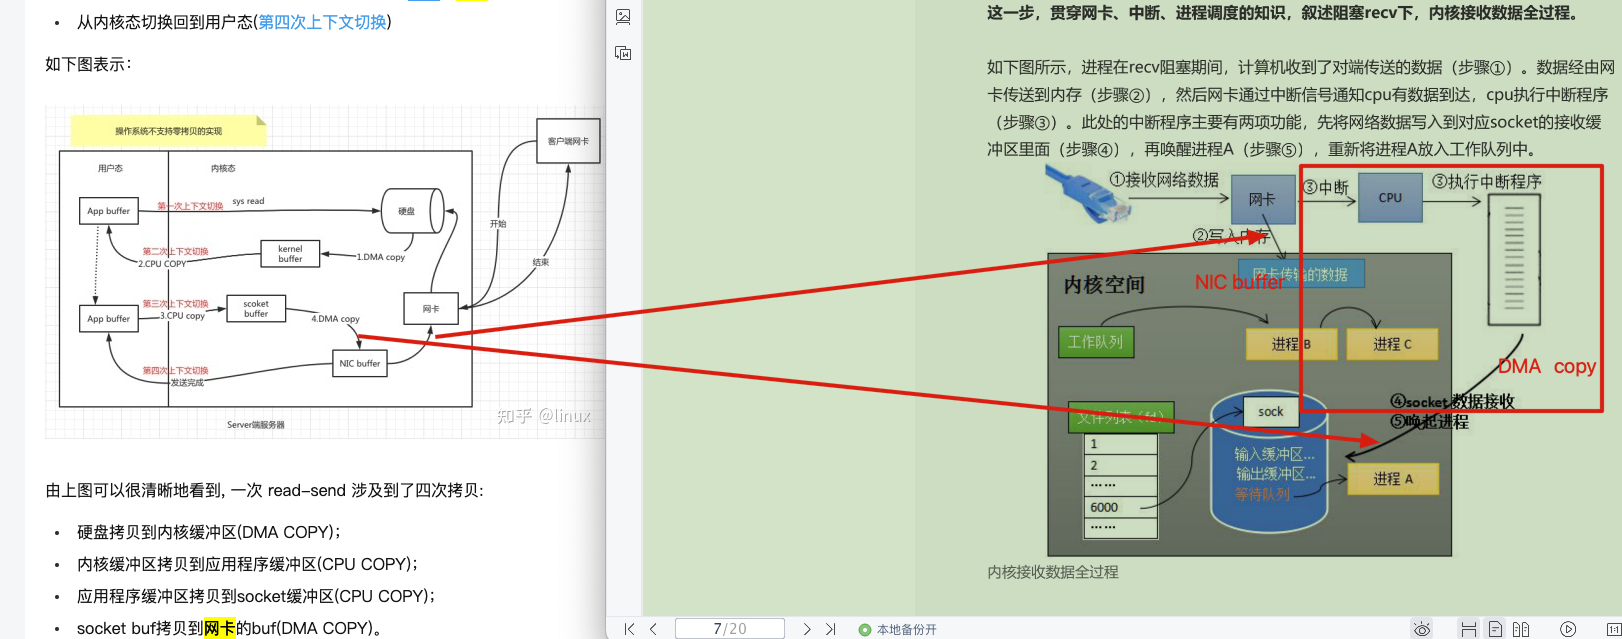 • 从内核态切换回到用户态(第四次上下文切换)
如下图表示：
操作系统不支持零拷贝的实现
用户态
内核态
客户端网卡
App buffer
第一次上下文切换
sys read
硬盘
开始
第二次上下文切换
2.CPU COPY
kernel
buffer
1.DMA copy
结束
第三次上下文切换
3.CPU copy
App buffer
scoket
buffer
4.DMA copy
网卡
NIC buffer
第四次上下文切换
发送完成
知乎 @linux
Server端服务器
由上图可以很清晰地看到, 一次 read-send 涉及到了四次拷贝:
• 硬盘拷贝到内核缓冲区(DMA COPY)；
• 内核缓冲区拷贝到应用程序缓冲区(CPU COPY)；
• 应用程序缓冲区拷贝到socket缓冲区(CPU COPY)；
• socket buf拷贝到网卡的buf(DMA COPY)。
这一步，贯穿网卡、中断、进程调度的知识，叙述阻塞recv下，内核接收数据全过程。
如下图所示，进程在recv阻塞期间，计算机收到了对端传送的数据（步骤①）。数据经由网
卡传送到内存（步骤②），然后网卡通过中断信号通知cpu有数据到达，cpu执行中断程序
（步骤③）。此处的中断程序主要有两项功能，先将网络数据写入到对应socket的接收缓
冲区里面（步骤④），再唤醒进程A（步骤⑤），重新将进程A放入工作队列中。
①接收网络数据
网卡
③中断
CPU
③执行中断程序
②写入内存
网卡传输的数据
内核空间
NIC buffer
工作队列
进程 B
进程 C
DMA copy
④socket 数据接收
⑤唤起进程
文件列表（fd）
sock
1
2
……
6000
……
输入缓冲区...
输出缓冲区...
等待队列
进程 A
内核接收数据全过程
7/20
本地备份开
1:1